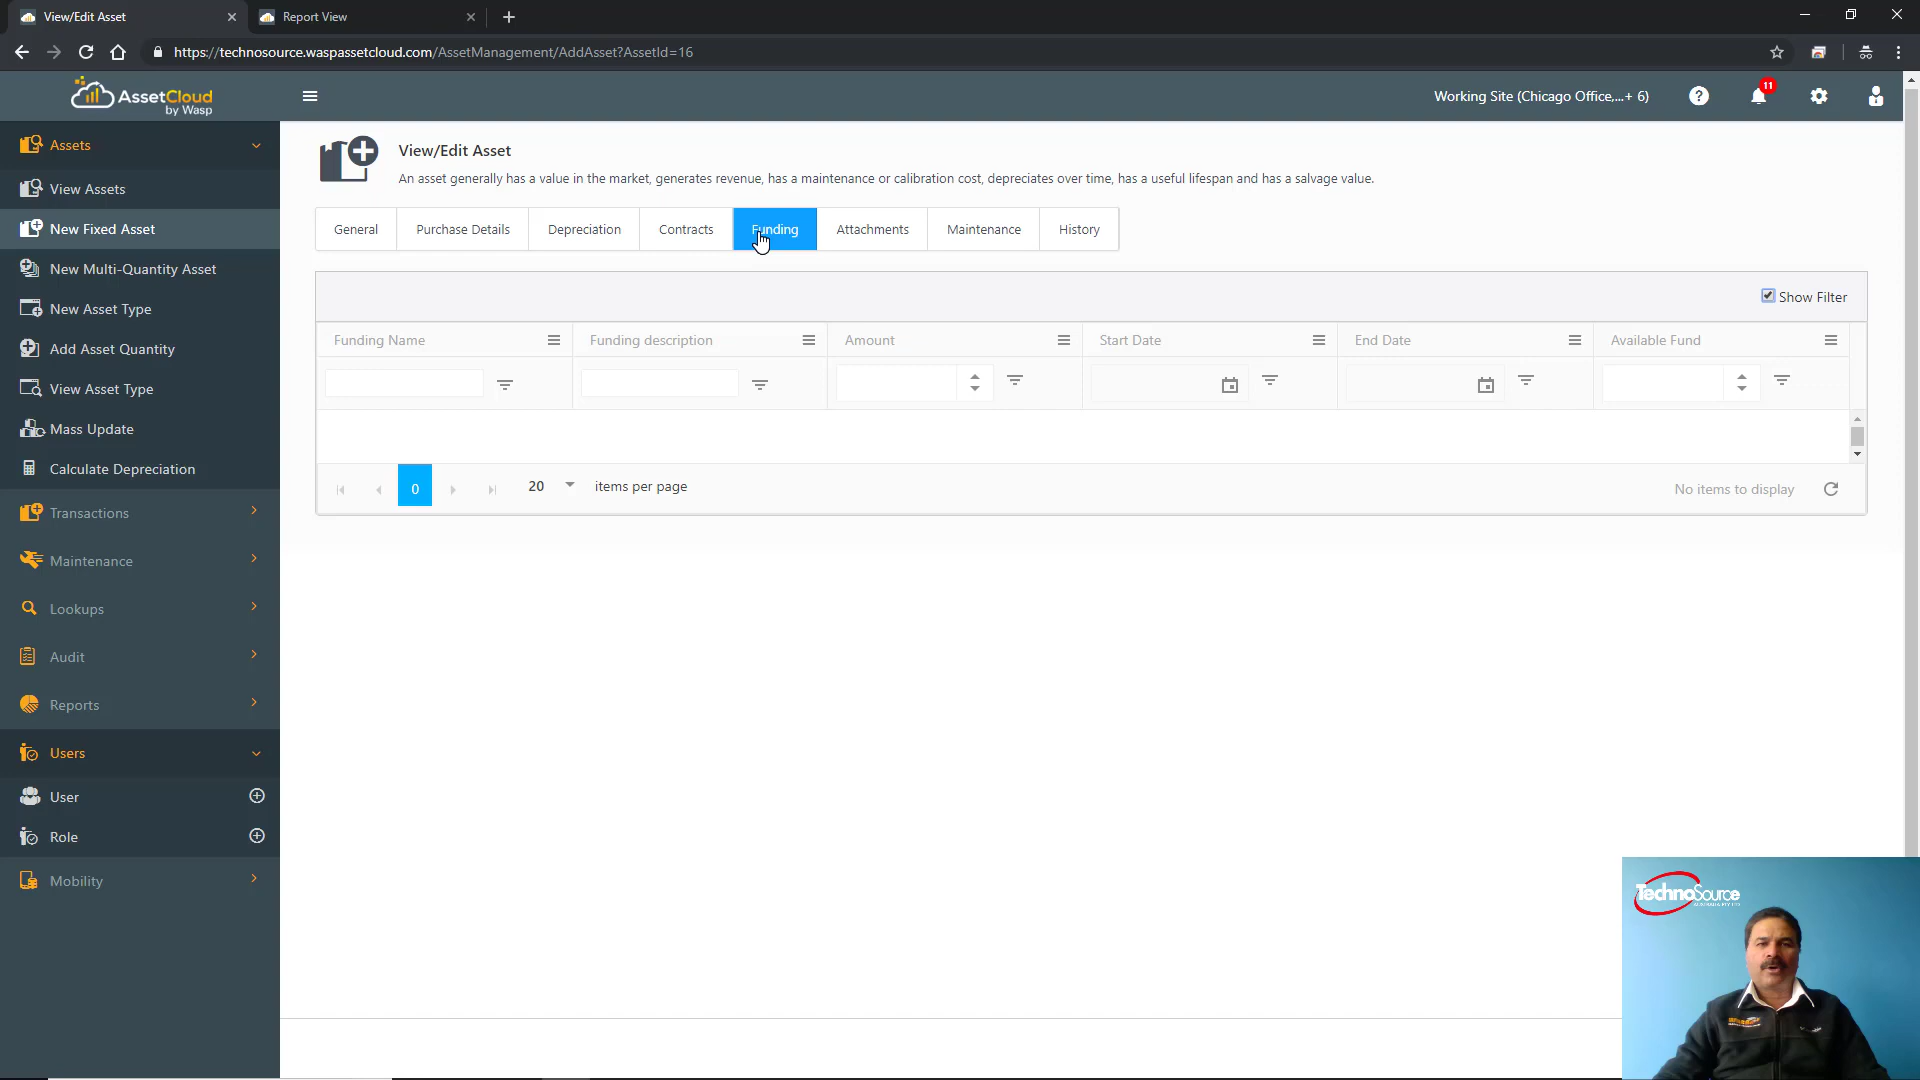 View/Edit Asset
Report View
https://technosource.waspassetcloud.com/AssetManagement/AddAsset?AssetId=16
AssetCloud
by Wasp
Working Site (Chicago Office,...+ 6)
11
Assets
View Assets
New Fixed Asset
New Multi-Quantity Asset
New Asset Type
Add Asset Quantity
View Asset Type
Mass Update
Calculate Depreciation
Transactions
Maintenance
Lookups
Audit
Reports
Users
User
Role
Mobility
View/Edit Asset
An asset generally has a value in the market, generates revenue, has a maintenance or calibration cost, depreciates over time, has a useful lifespan and has a salvage value.
General Purchase Details Depreciation Contracts Funding Attachments Maintenance History
Show Filter
Funding Name Funding description Amount Start Date End Date Available Fund
0 20 items per page No items to display
TechnoSource
AUSTRALIA PTY LTD